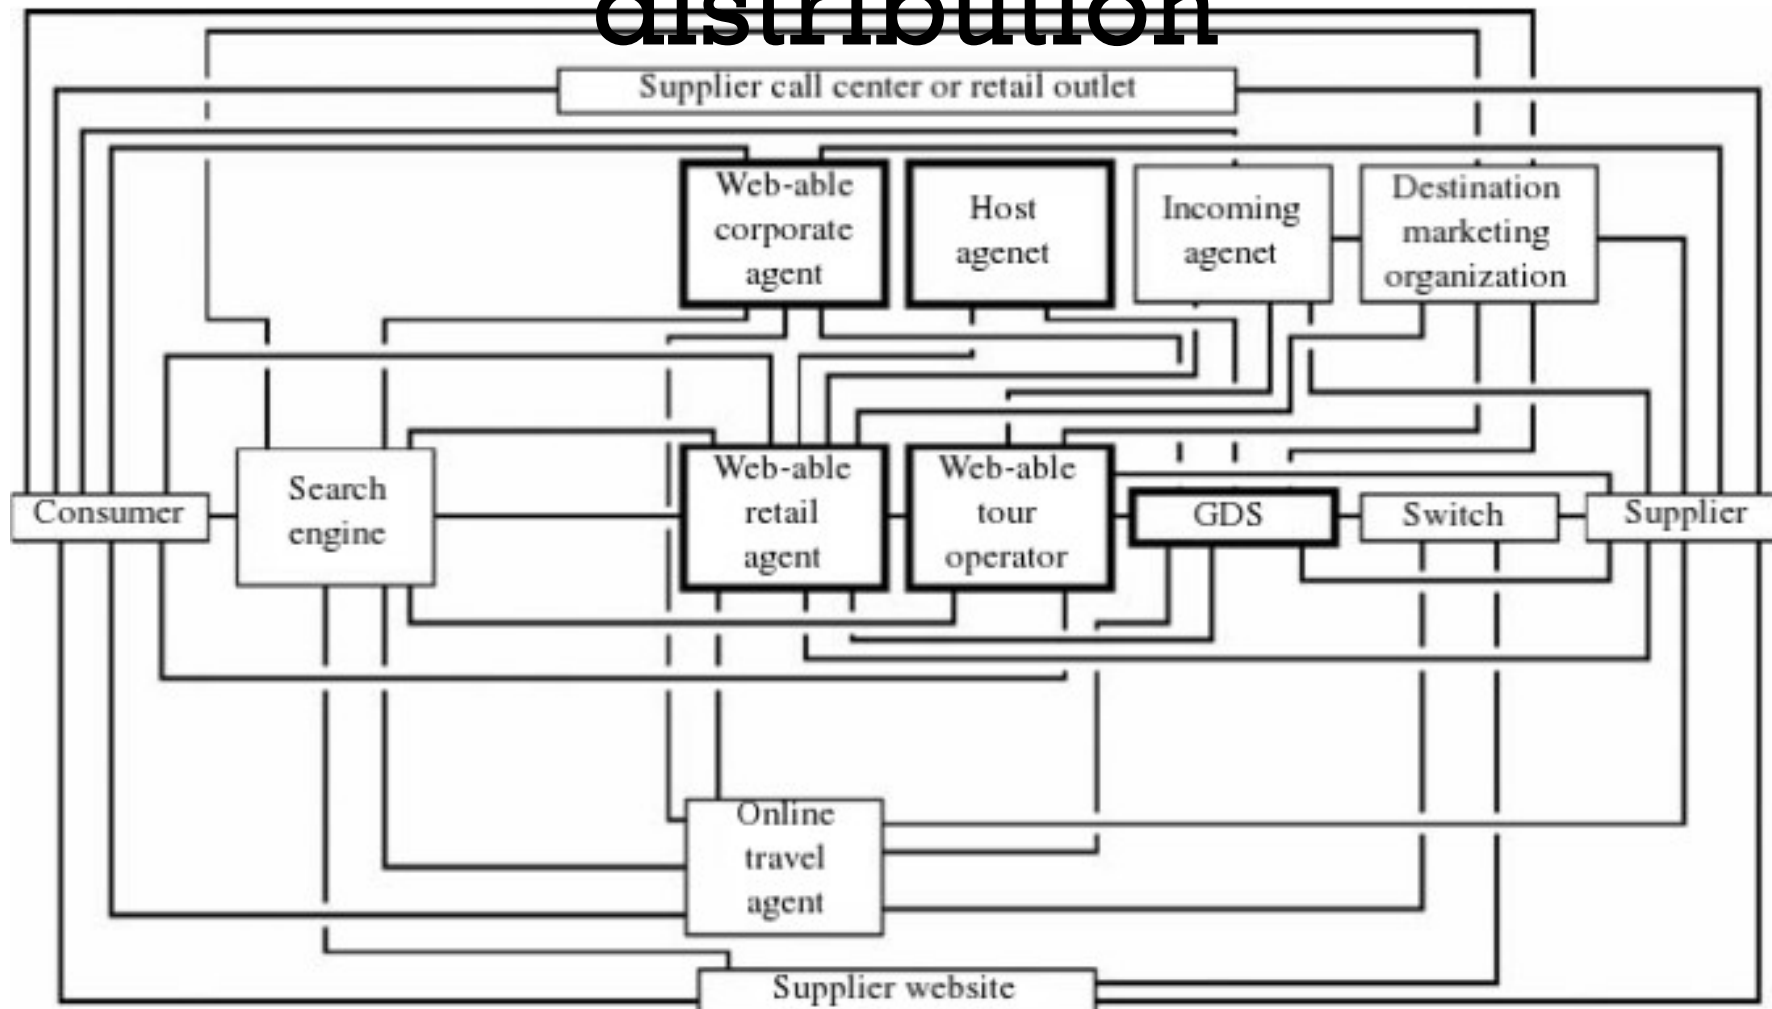 distribution
Supplier call center or retail outlet
Web-able
corporate
agent
Host
agenet
Incoming
agenet
Destination
marketing
organization
Search
engine
Web-able
retail
agent
Web-able
tour
operator
Consumer
GDS
Switch
Supplier
Online
travel
agent
Supplier website